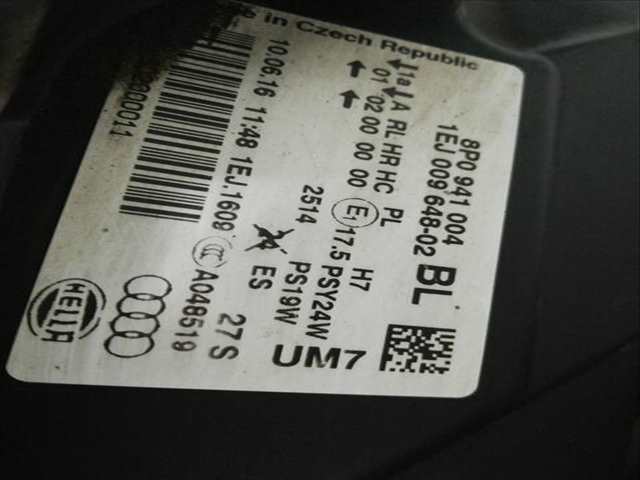 8P0 941 004
1EJ 009 648-02 BL
1a A RL HR HC PL H7
01 02 00 00 00 E1 17.5 PSY24W
2514 PS19W
UM7
in Czech Republic
10.06.16 11:48 1EJ.1609 ES
CCC A048519 27 S
000011
HELLA